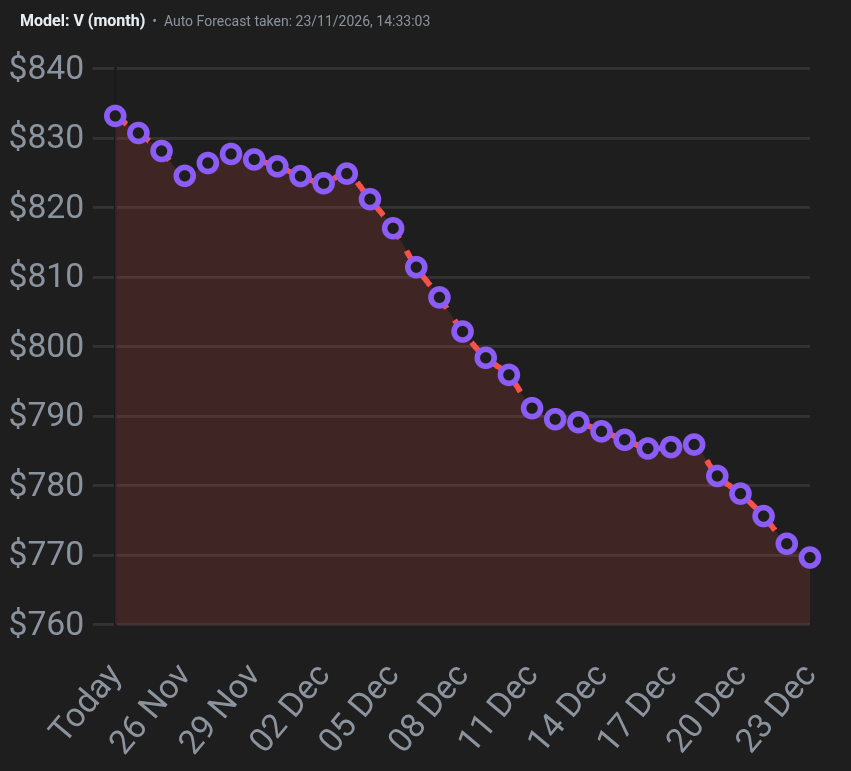 Model: V (month) • Auto Forecast taken: 23/11/2026, 14:33:03
$840
$830
$820
$810
$800
$790
$780
$770
$760
Today
26 Nov
29 Nov
02 Dec
05 Dec
08 Dec
11 Dec
14 Dec
17 Dec
20 Dec
23 Dec